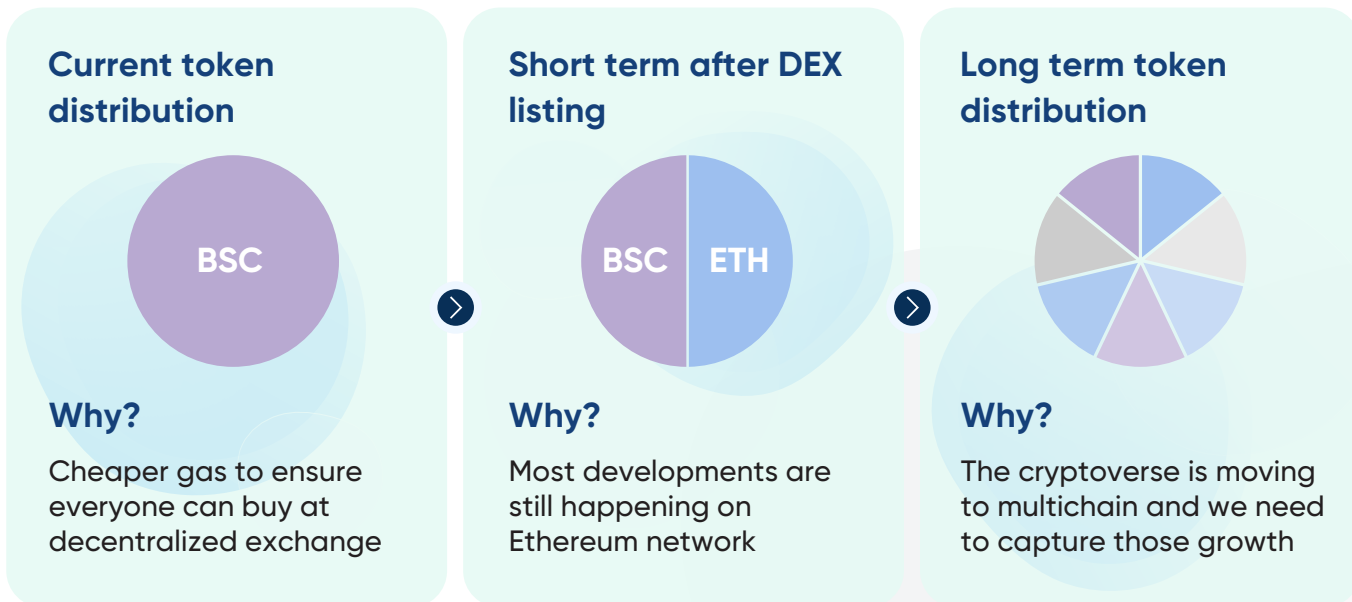 Current token
distribution
BSC
Why?
Cheaper gas to ensure
everyone can buy at
decentralized exchange
Short term after DEX
listing
BSC ETH
Why?
Most developments are
still happening on
Ethereum network
Long term token
distribution
Why?
The cryptoverse is moving
to multichain and we need
to capture those growth